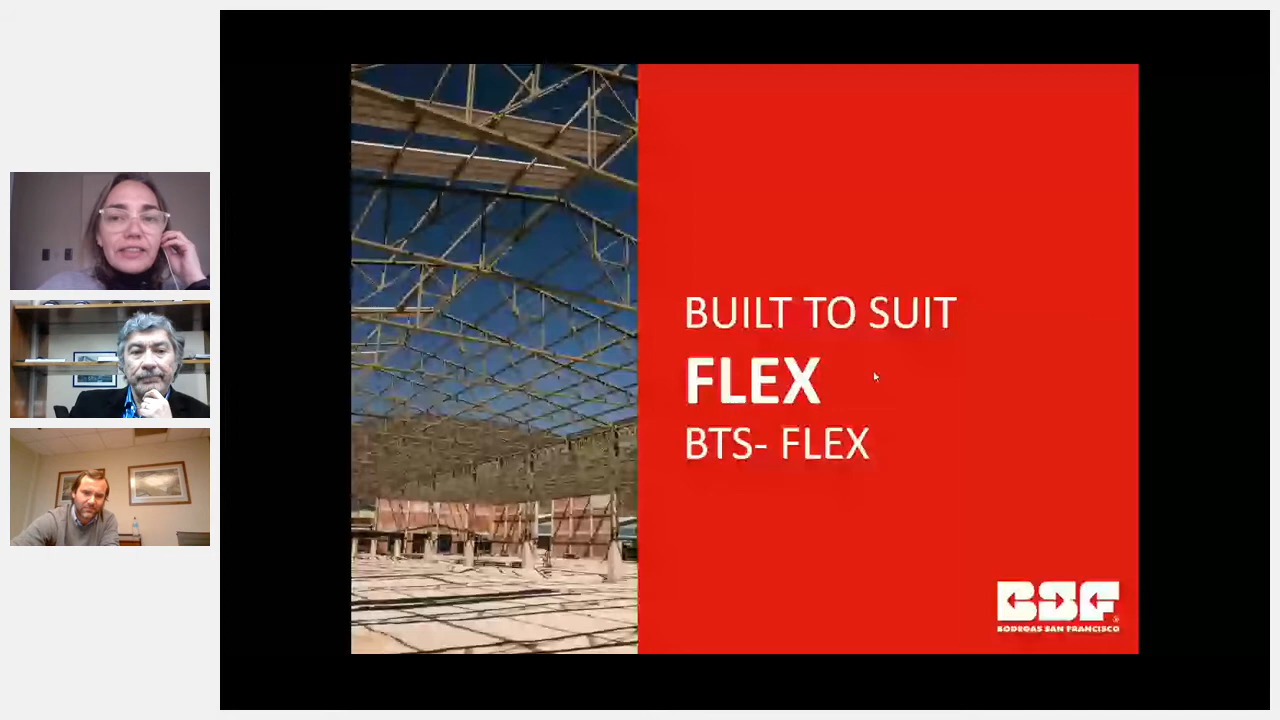 BUILT TO SUIT
FLEX
BTS- FLEX
BSF
BODEGAS SAN FRANCISCO